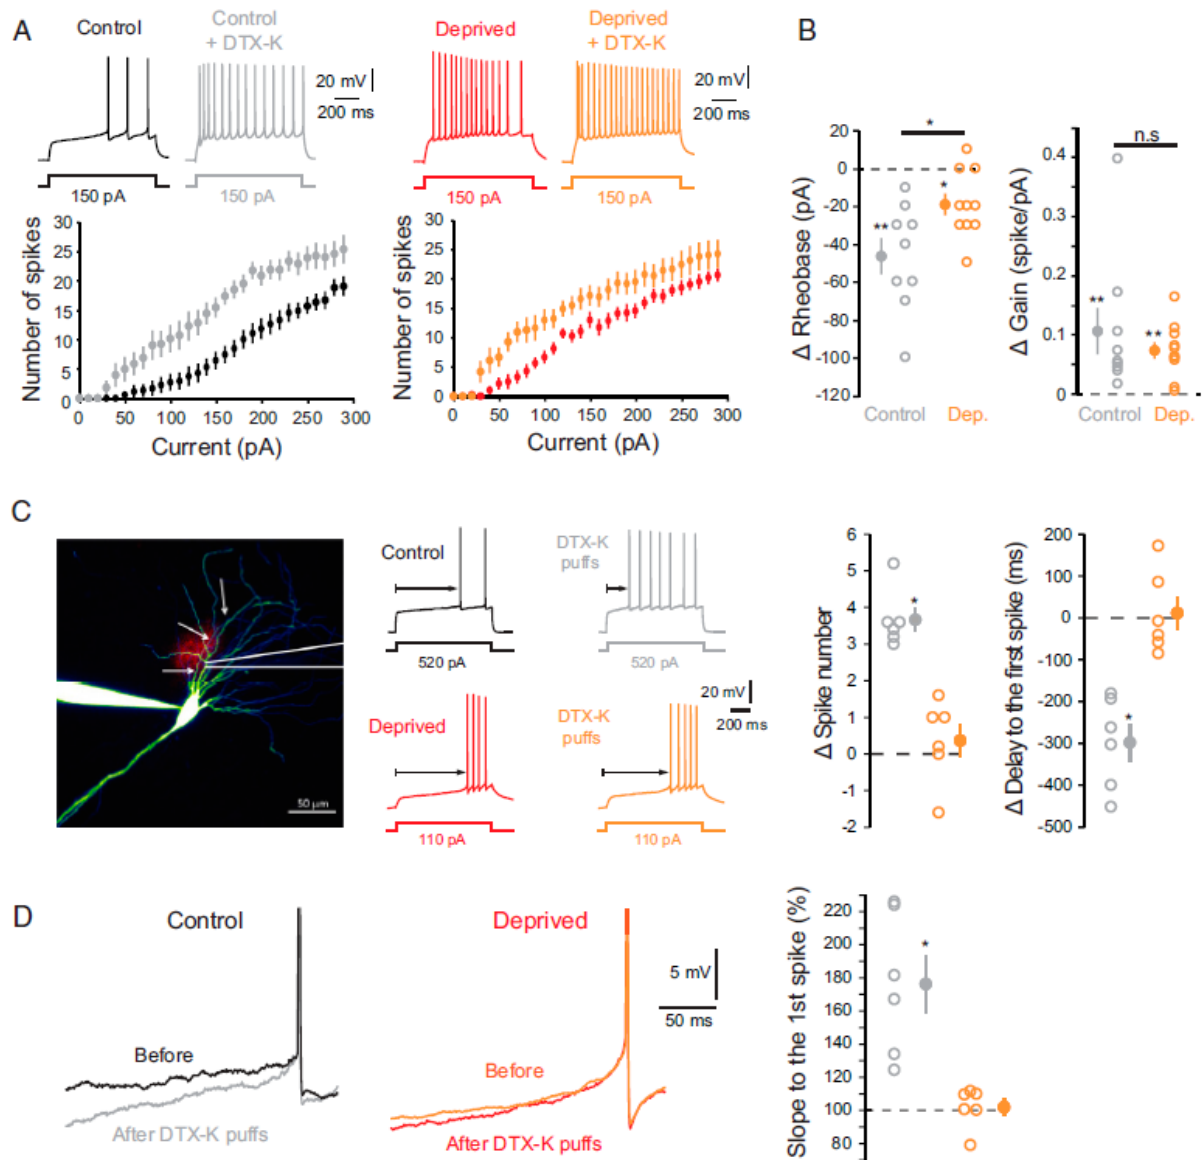 A
Control
Control
+ DTX-K
20 mV
200 ms
150 pA
150 pA
Deprived
Deprived
+ DTX-K
20 mV
200 ms
150 pA
150 pA
Number of spikes
30
25
20
15
10
5
0
0 50 100 150 200 250 300
Current (pA)
Number of spikes
30
25
20
15
10
5
0
0 50 100 150 200 250 300
Current (pA)
B
Δ Rheobase (pA)
20
0
-20
-40
-60
-80
-100
-120
*
**
*
Control Dep.
Δ Gain (spike/pA)
0.4
0.3
0.2
0.1
0
n.s
**
**
Control Dep.
C
50 μm
Control
520 pA
DTX-K
puffs
520 pA
20 mV
200 ms
Deprived
110 pA
DTX-K
puffs
110 pA
Δ Spike number
6
5
4
3
2
1
0
-1
-2
*
Δ Delay to the first spike (ms)
200
100
0
-100
-200
-300
-400
-500
*
D
Control
Before
After DTX-K puffs
Deprived
Before
After DTX-K puffs
5 mV
50 ms
Slope to the 1st spike (%)
220
200
180
160
140
120
100
80
*